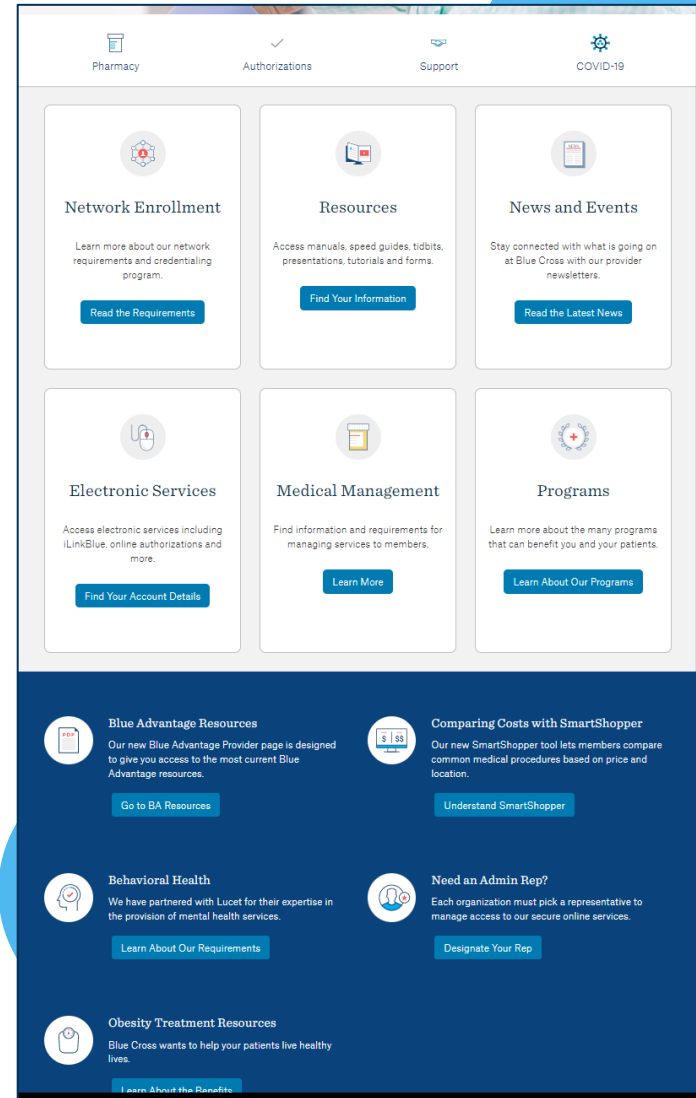 Pharmacy
Authorizations
Support
COVID-19
Network Enrollment
Learn more about our network
requirements and credentialing
program.
Read the Requirements
Resources
Access manuals, speed guides, tidbits,
presentations, tutorials and forms.
Find Your Information
NEWS
News and Events
Stay connected with what is going on
at Blue Cross with our provider
newsletters.
Read the Latest News
Electronic Services
Access electronic services including
iLinkBlue, online authorizations and
more.
Find Your Account Details
Medical Management
Find information and requirements for
managing services to members.
Learn More
Programs
Learn more about the many programs
that can benefit you and your patients.
Learn About Our Programs
PDF
Blue Advantage Resources
Our new Blue Advantage Provider page is designed
to give you access to the most current Blue
Advantage resources.
Go to BA Resources
$ $$
Comparing Costs with SmartShopper
Our new SmartShopper tool lets members compare
common medical procedures based on price and
location.
Understand SmartShopper
Behavioral Health
We have partnered with Lucet for their expertise in
the provision of mental health services.
Learn About Our Requirements
Need an Admin Rep?
Each organization must pick a representative to
manage access to our secure online services.
Designate Your Rep
Obesity Treatment Resources
Blue Cross wants to help your patients live healthy
lives.
Learn About the Benefits